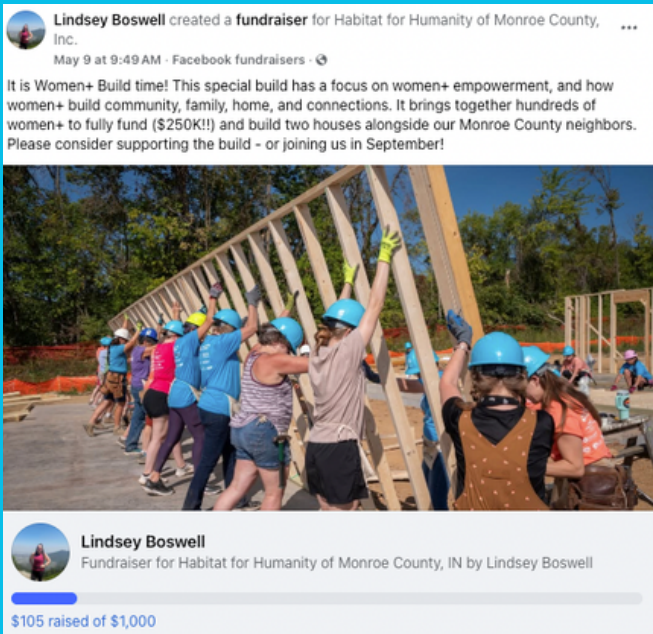 Lindsey Boswell created a fundraiser for Habitat for Humanity of Monroe County,
Inc.
May 9 at 9:49 AM · Facebook fundraisers ·
It is Women+ Build time! This special build has a focus on women+ empowerment, and how
women+ build community, family, home, and connections. It brings together hundreds of
women+ to fully fund ($250K!!) and build two houses alongside our Monroe County neighbors.
Please consider supporting the build - or joining us in September!
Lindsey Boswell
Fundraiser for Habitat for Humanity of Monroe County, IN by Lindsey Boswell
$105 raised of $1,000